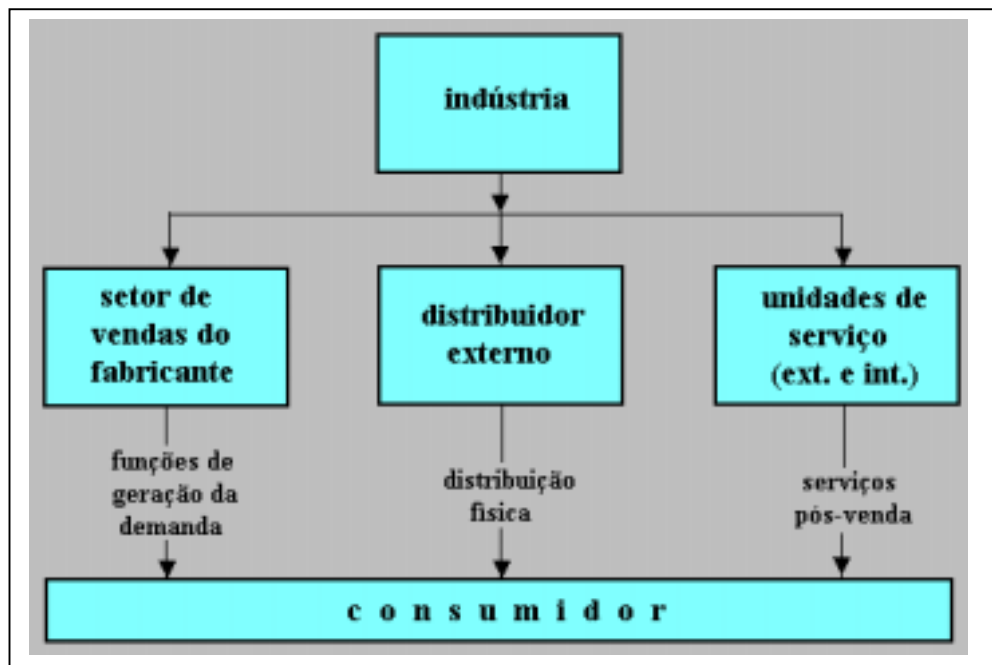 indústria
setor de
vendas do
fabricante
distribuidor
externo
unidades de
serviço
(ext. e int.)
funções de
geração da
demanda
distribuição
física
serviços
pós-venda
consumidor